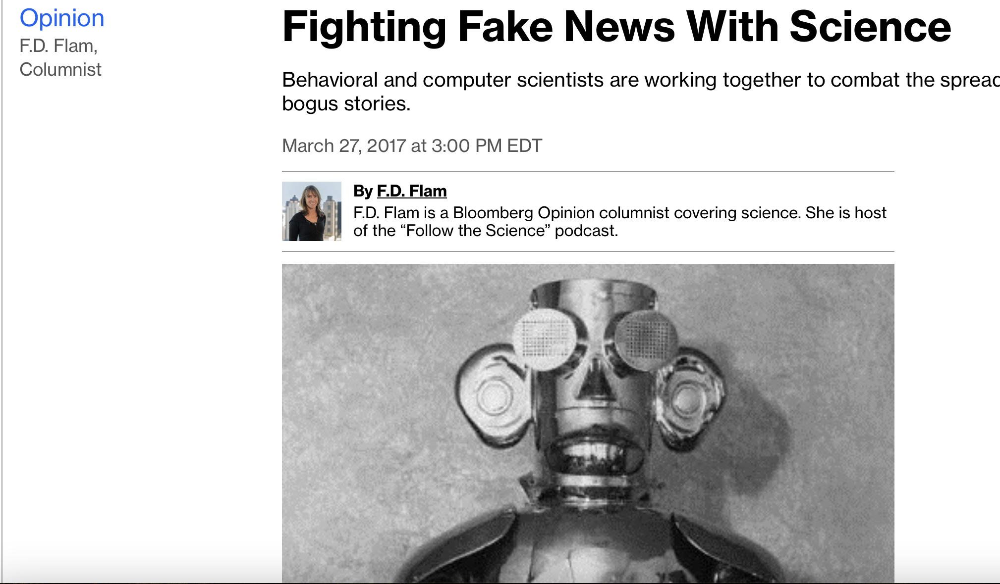 Opinion
F.D. Flam,
Columnist
Fighting Fake News With Science
Behavioral and computer scientists are working together to combat the spread
bogus stories.
March 27, 2017 at 3:00 PM EDT
By F.D. Flam
F.D. Flam is a Bloomberg Opinion columnist covering science. She is host
of the “Follow the Science” podcast.